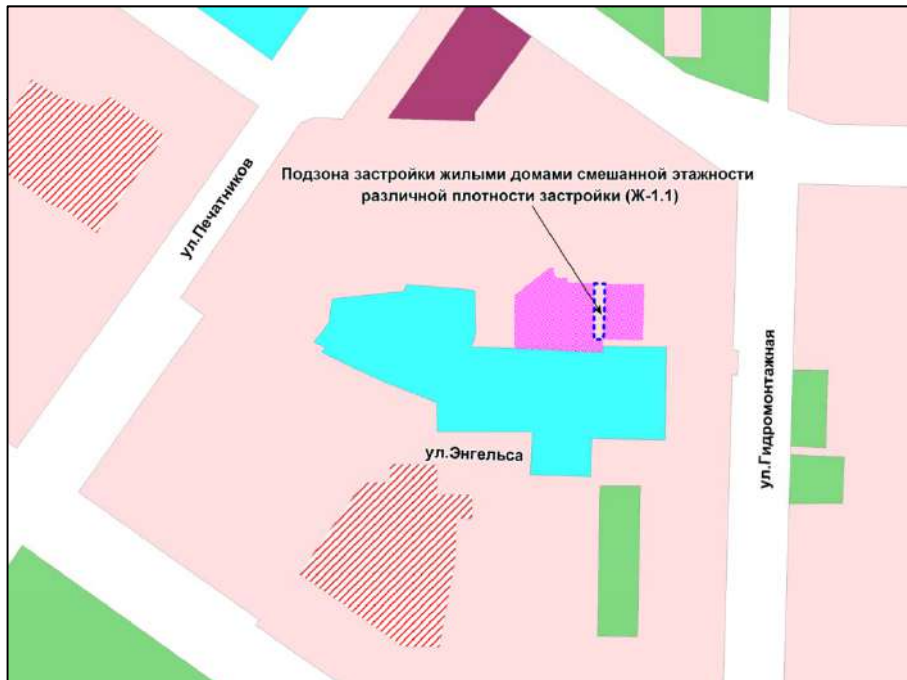 Подзона застройки жилыми домами смешанной этажности
различной плотности застройки (Ж-1.1)
ул.Печатников
ул.Гидромонтажная
ул.Энгельса